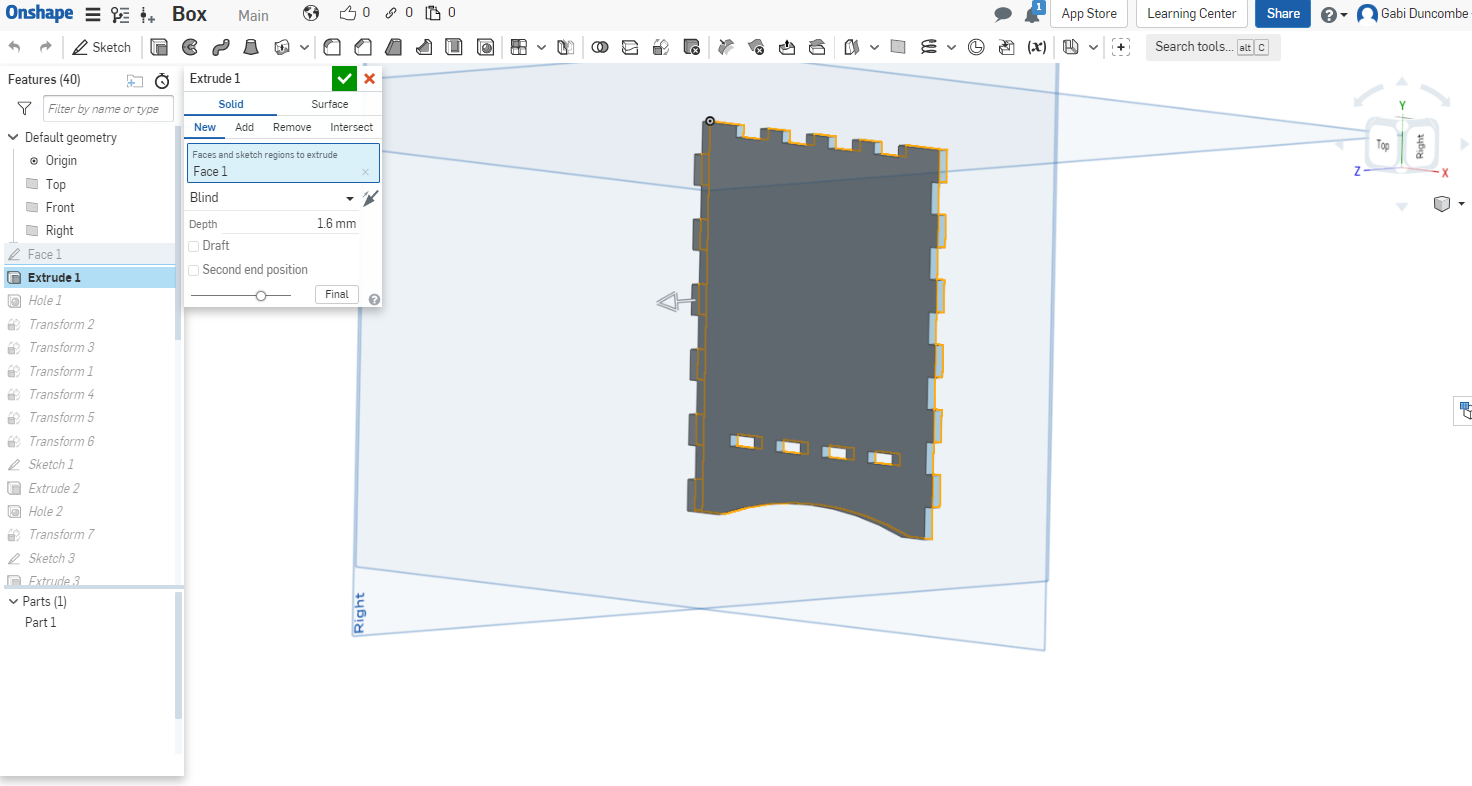 Onshape Box Main 0 0 0 1 App Store Learning Center Share ? Gabi Duncombe
Sketch (x) Search tools... alt C
Features (40)
Filter by name or type
Default geometry
Origin
Top
Front
Right
Face 1
Extrude 1
Hole 1
Transform 2
Transform 3
Transform 1
Transform 4
Transform 5
Transform 6
Sketch 1
Extrude 2
Hole 2
Transform 7
Sketch 3
Extrude 3
Parts (1)
Part 1
Extrude 1
Solid Surface
New Add Remove Intersect
Faces and sketch regions to extrude
Face 1
Blind
Depth 1.6 mm
Draft
Second end position
Final ?
Right
Y
Top Right
Z X